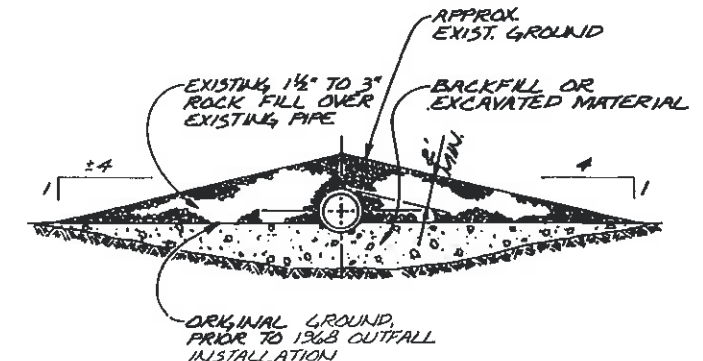 APPROX.
EXIST. GROUND
EXISTING 1½" TO 3"
ROCK FILL OVER
EXISTING PIPE
BACKFILL OR
EXCAVATED MATERIAL
MIN.
±4
1
4
1
ORIGINAL GROUND,
PRIOR TO 1968 OUTFALL
INSTALLATION